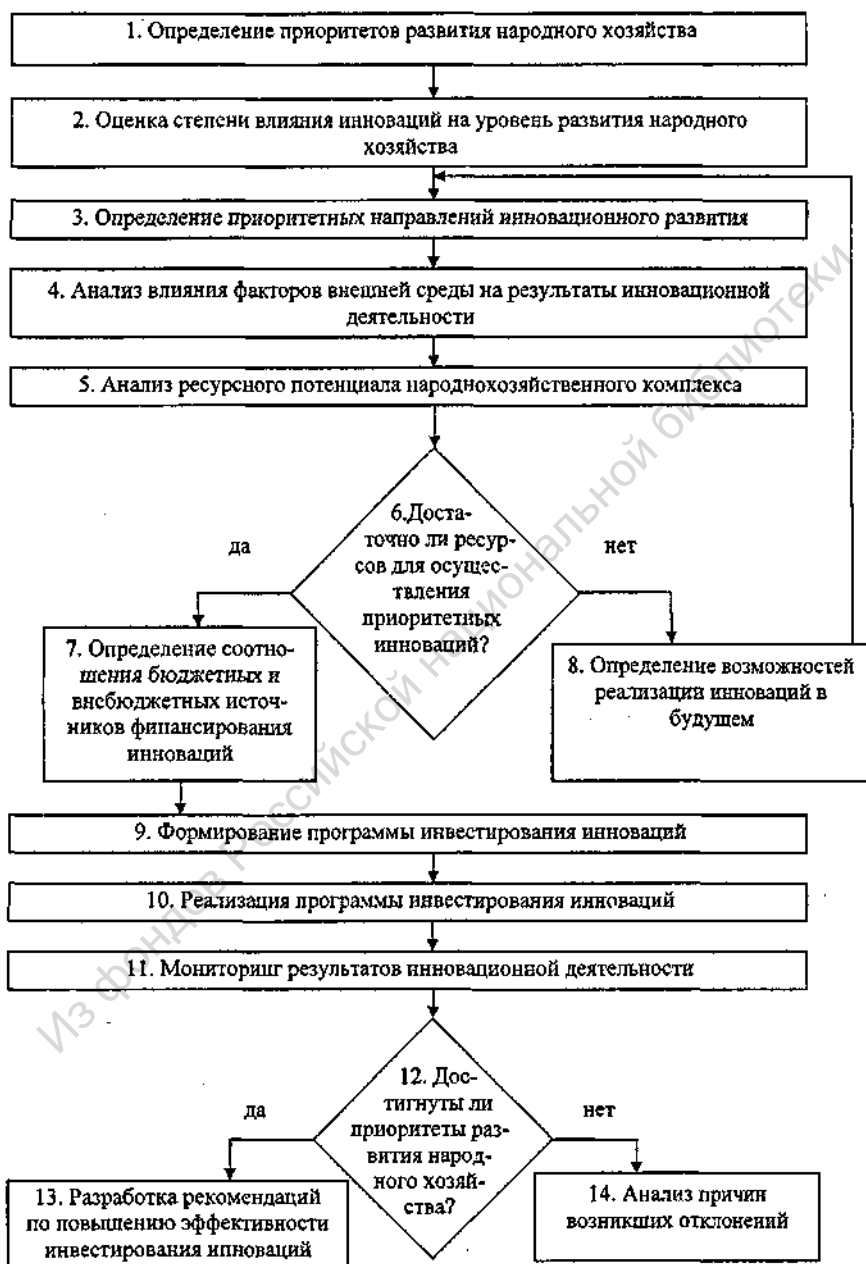 1. Определение приоритетов развития народного хозяйства
2. Оценка степени влияния инноваций на уровень развития народного
хозяйства
3. Определение приоритетных направлений инновационного развития
4. Анализ влияния факторов внешней среды на результаты инновационной
деятельности
5. Анализ ресурсного потенциала народнохозяйственного комплекса
6.Доста-
точно ли ресур-
сов для осущес-
твления
приоритетных
инноваций?
да
нет
7. Определение соотно-
шения бюджетных и
внебюджетных источ-
ников финансирования
инноваций
8. Определение возможностей
реализации инноваций в
будущем
9. Формирование программы инвестирования инноваций
10. Реализация программы инвестирования инноваций
11. Мониторинг результатов инновационной деятельности
12. Дос-
тигнуты ли
приоритеты раз-
вития народ-
ного хозяй-
ства?
да
нет
13. Разработка рекомендаций
по повышению эффективности
инвестирования инноваций
14. Анализ причин
возникших отклонений
Из фондов Российской национальной библиотеки